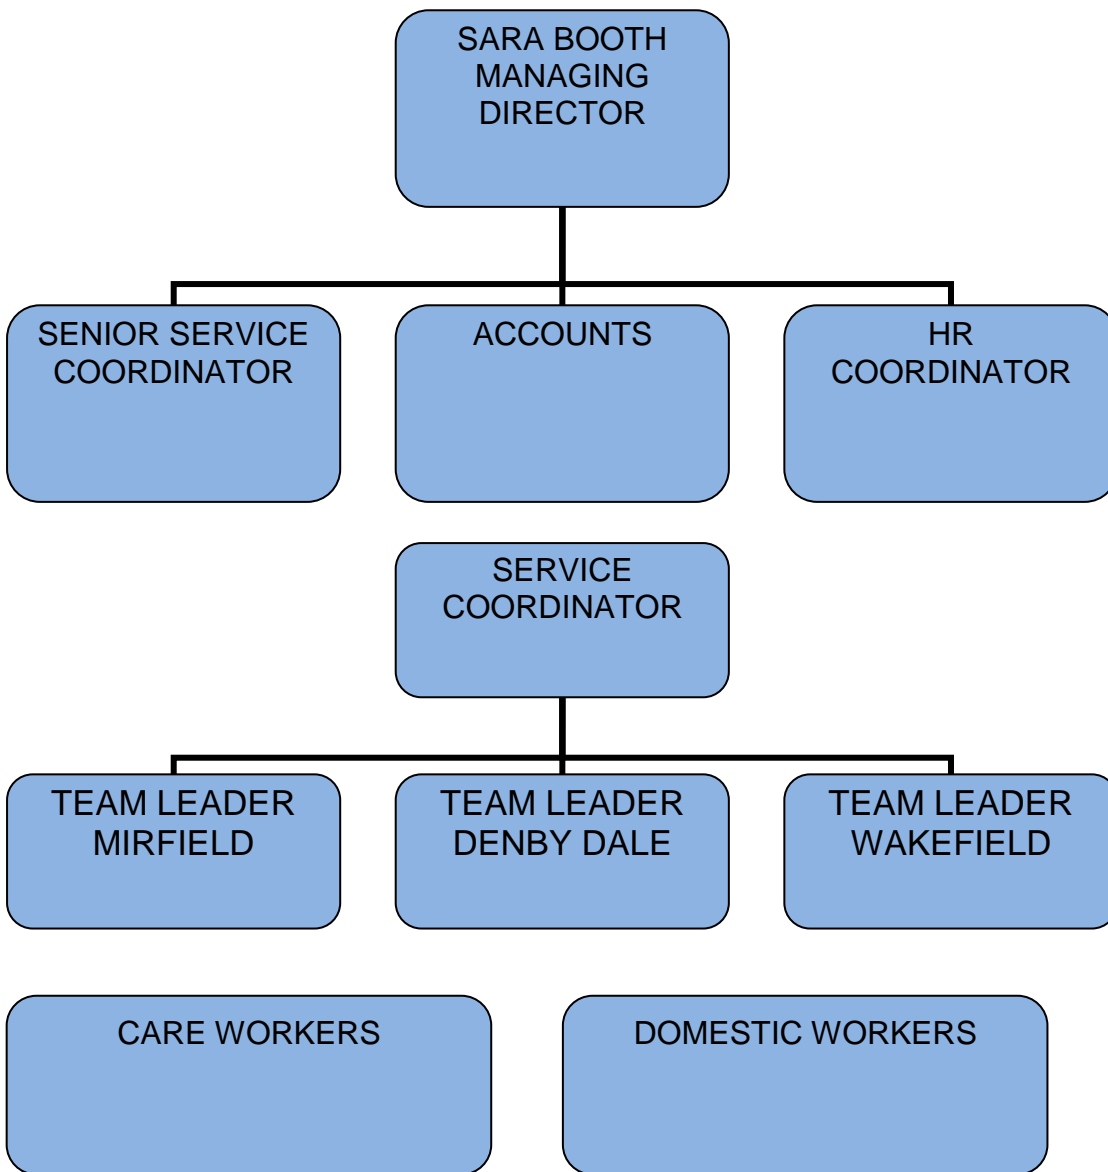 SARA BOOTH
MANAGING
DIRECTOR
SENIOR SERVICE
COORDINATOR
ACCOUNTS
HR
COORDINATOR
SERVICE
COORDINATOR
TEAM LEADER
MIRFIELD
TEAM LEADER
DENBY DALE
TEAM LEADER
WAKEFIELD
CARE WORKERS
DOMESTIC WORKERS